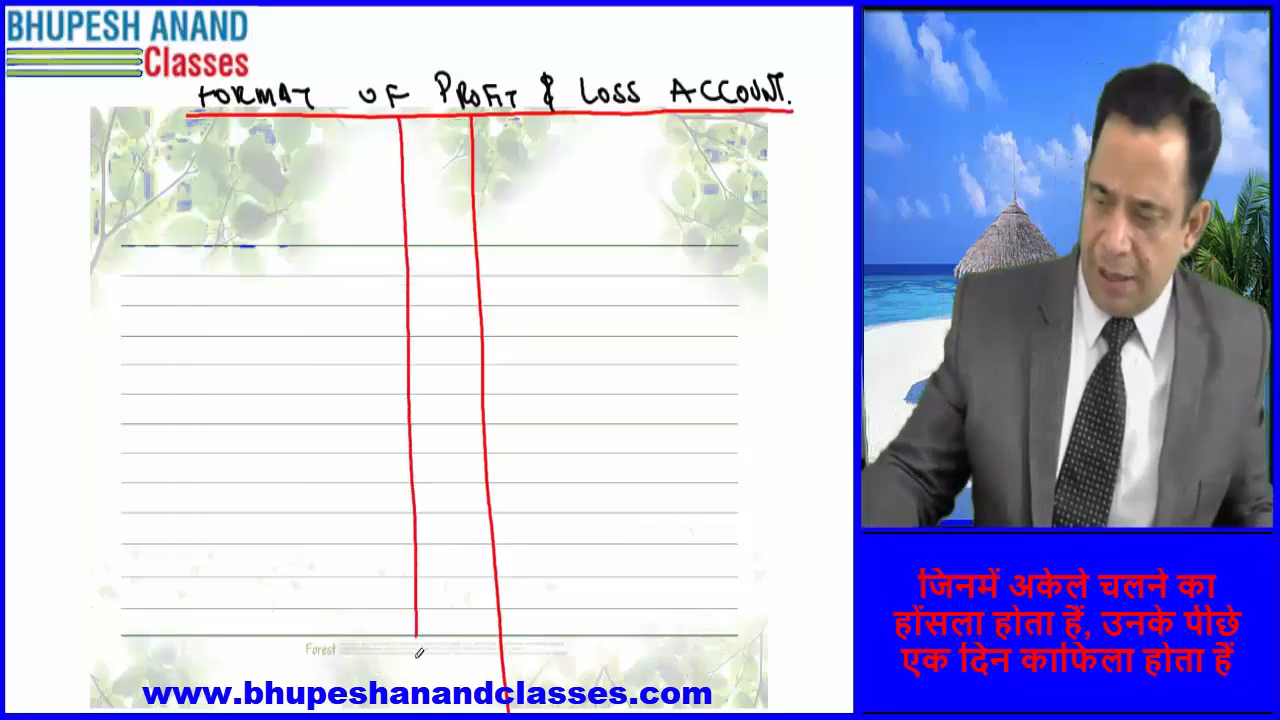 BHUPESH ANAND
Classes
FORMAT OF PROFIT & LOSS ACCOUNT.
Forest
www.bhupeshanandclasses.com
जिनमें अकेले चलने का
होंसला होता हैं, उनके पीछे
एक दिन काफिला होता हैं